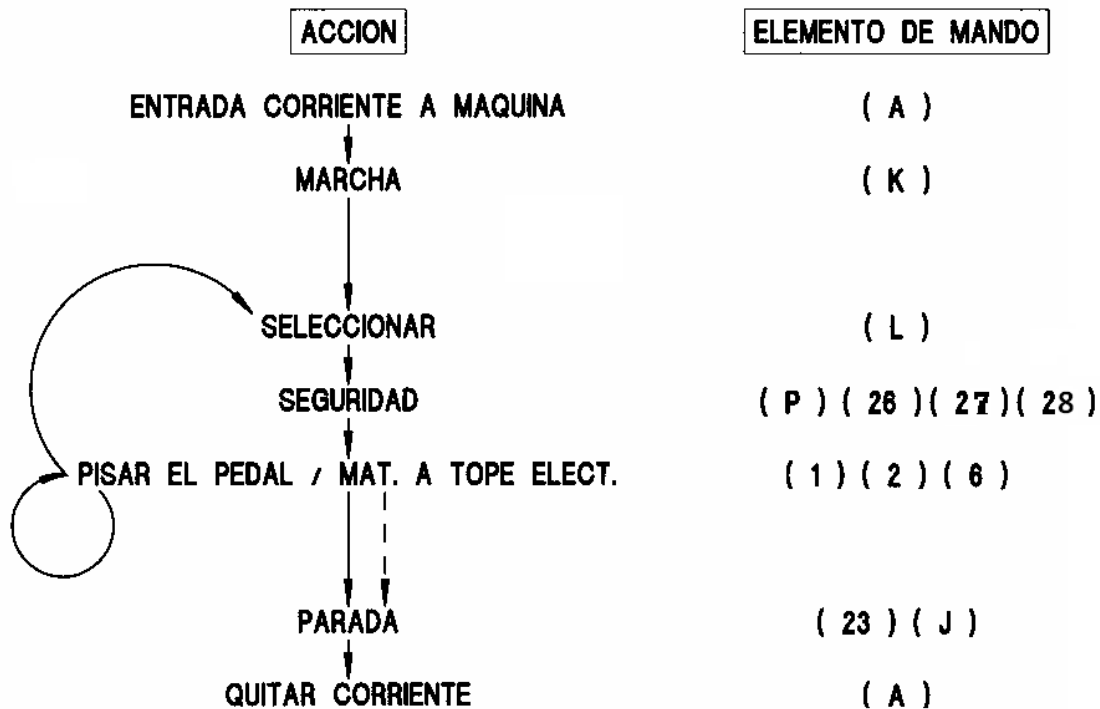 ACCION ELEMENTO DE MANDO
ENTRADA CORRIENTE A MAQUINA ( A )
MARCHA ( K )
SELECCIONAR ( L )
SEGURIDAD ( P ) ( 26 ) ( 27 ) ( 28 )
PISAR EL PEDAL / MAT. A TOPE ELECT. ( 1 ) ( 2 ) ( 6 )
PARADA ( 23 ) ( J )
QUITAR CORRIENTE ( A )